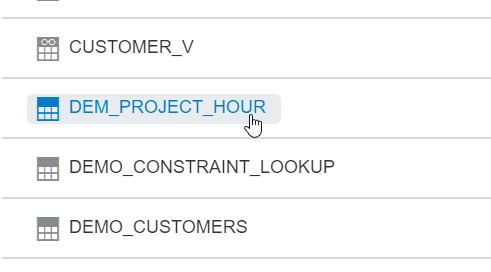 CUSTOMER_V
DEM_PROJECT_HOUR
DEMO_CONSTRAINT_LOOKUP
DEMO_CUSTOMERS